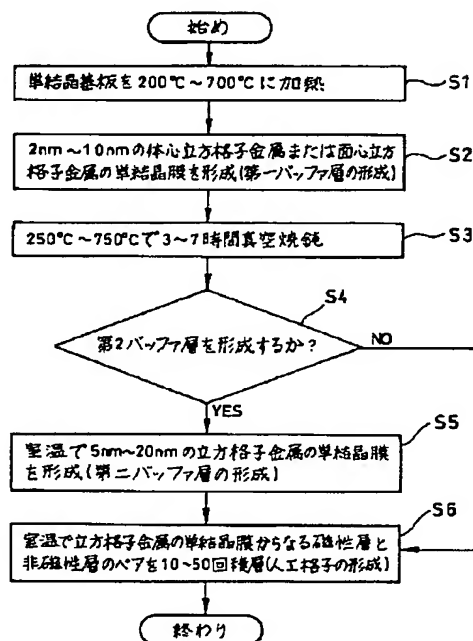 始め
単結晶基板を200℃～700℃に加熱
S1
2nm～10nmの体心立方格子金属または面心立方
格子金属の単結晶膜を形成(第一バッファ層の形成)
S2
250℃～750℃で3～7時間真空焼鈍
S3
S4
第2バッファ層を形成するか?
NO
YES
S5
室温で5nm～20nmの立方格子金属の単結晶膜
を形成(第二バッファ層の形成)
S6
室温で立方格子金属の単結晶膜からなる磁性層と
非磁性層のペアを10～50回積層(人工格子の形成)
終わり